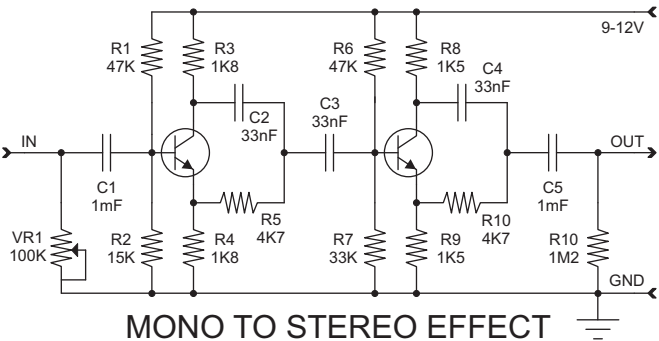 9-12V
R1
47K
R3
1K8
C2
33nF
C3
33nF
R6
47K
R8
1K5
C4
33nF
IN
OUT
C1
1mF
C5
1mF
VR1
100K
R2
15K
R4
1K8
R5
4K7
R7
33K
R9
1K5
R10
4K7
R10
1M2
GND
MONO TO STEREO EFFECT